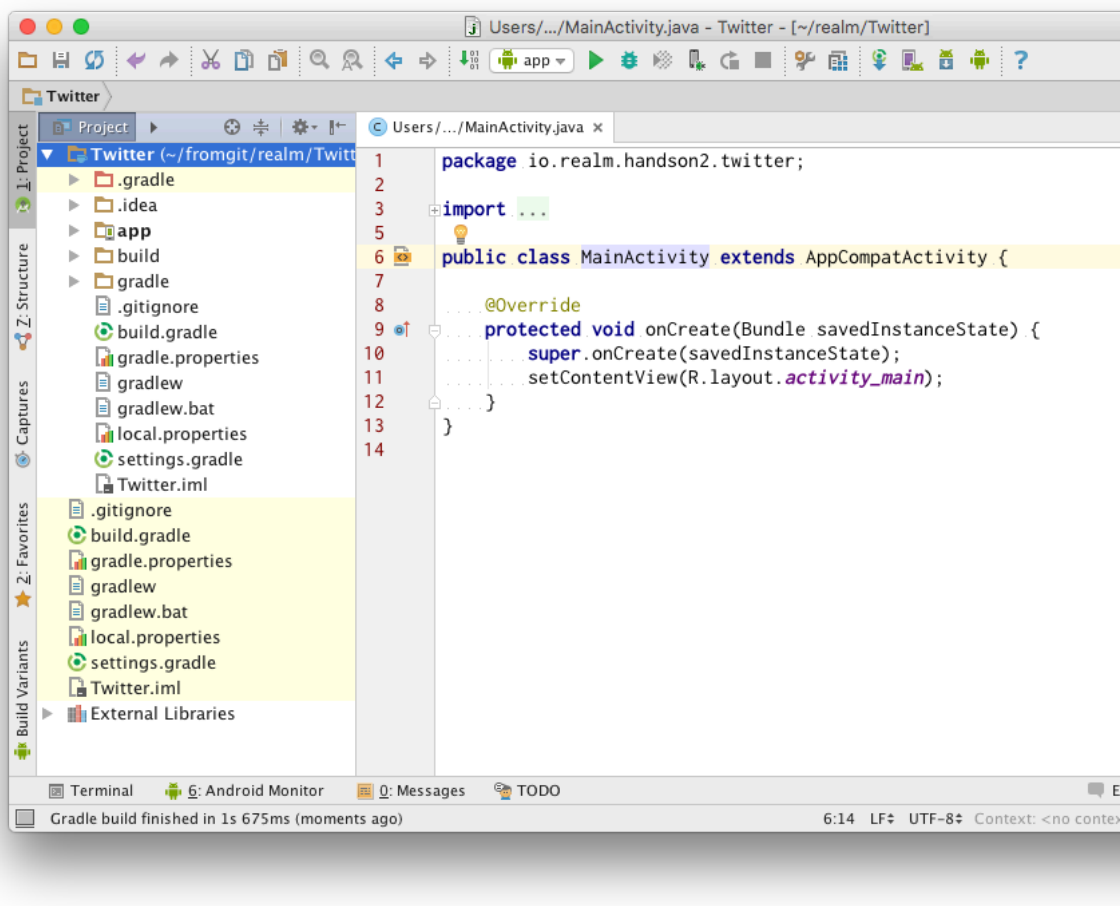 Users/.../MainActivity.java - Twitter - [~/realm/Twitter]
app
Twitter
Project
Users/.../MainActivity.java
1: Project
Z: Structure
Captures
2: Favorites
Build Variants
Twitter (~/fromgit/realm/Twitt
.gradle
.idea
app
build
gradle
.gitignore
build.gradle
gradle.properties
gradlew
gradlew.bat
local.properties
settings.gradle
Twitter.iml
.gitignore
build.gradle
gradle.properties
gradlew
gradlew.bat
local.properties
settings.gradle
Twitter.iml
External Libraries
1 package io.realm.handson2.twitter;
2
3 import ...
5
6 public class MainActivity extends AppCompatActivity {
7
8 @Override
9 protected void onCreate(Bundle savedInstanceState) {
10 super.onCreate(savedInstanceState);
11 setContentView(R.layout.activity_main);
12 }
13 }
14
Terminal 6: Android Monitor 0: Messages TODO E
Gradle build finished in 1s 675ms (moments ago) 6:14 LF UTF-8 Context: <no contex